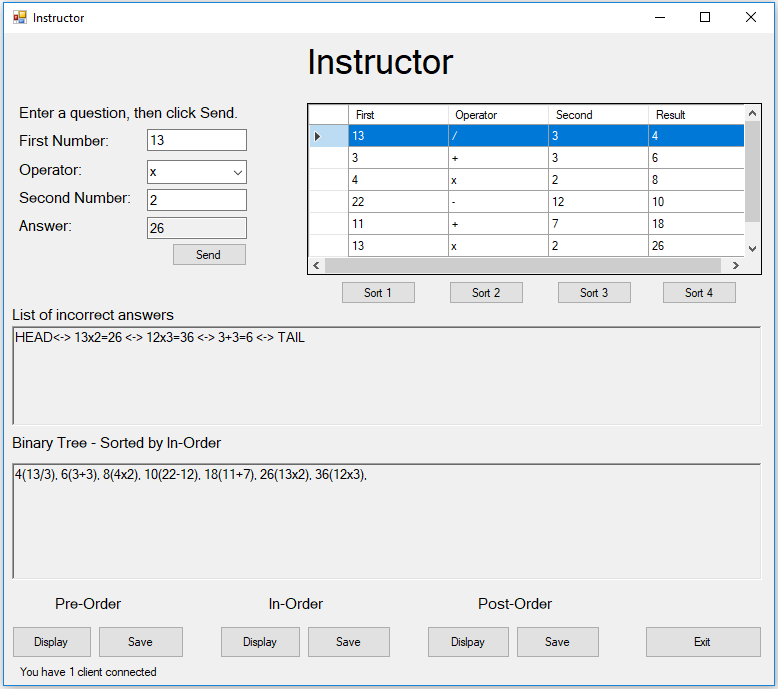 Instructor
Instructor
Enter a question, then click Send.
First Number: 13
Operator: x
Second Number: 2
Answer: 26
Send
First Operator Second Result
13 / 3 4
3 + 3 6
4 x 2 8
22 - 12 10
11 + 7 18
13 x 2 26
Sort 1 Sort 2 Sort 3 Sort 4
List of incorrect answers
HEAD<-> 13x2=26 <-> 12x3=36 <-> 3+3=6 <-> TAIL
Binary Tree - Sorted by In-Order
4(13/3), 6(3+3), 8(4x2), 10(22-12), 18(11+7), 26(13x2), 36(12x3),
Pre-Order In-Order Post-Order
Display Save Display Save Dislpay Save Exit
You have 1 client connected